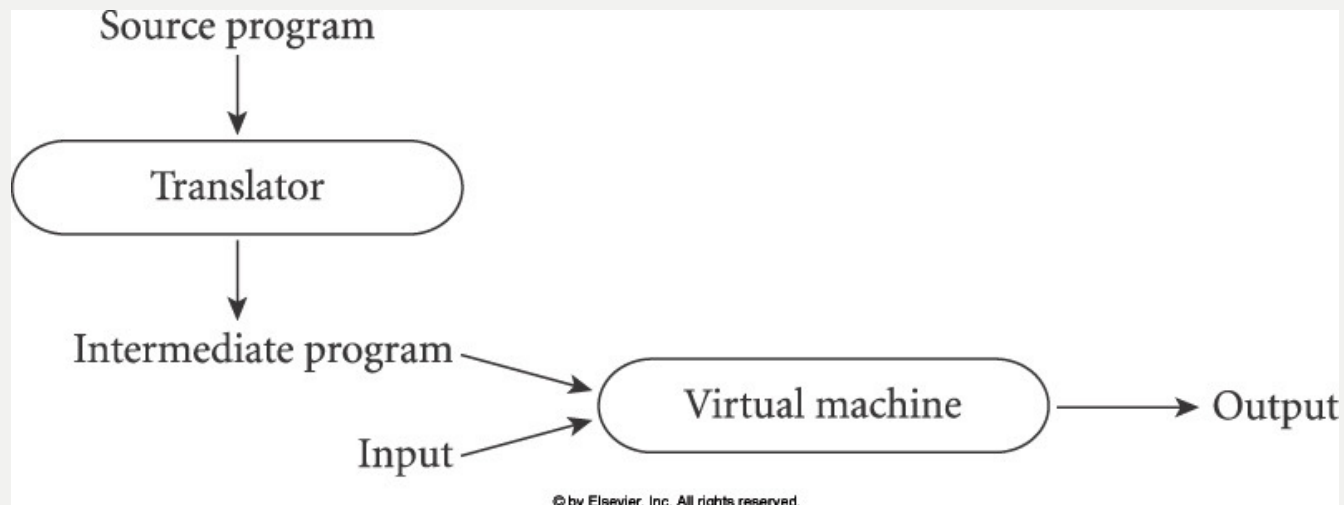 Source program
Translator
Intermediate program
Virtual machine
Output
Input
© by Elsevier, Inc. All rights reserved.